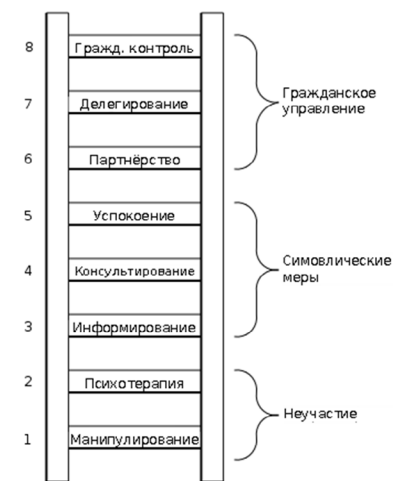 8 Гражд. контроль
7 Делегирование
6 Партнёрство
Гражданское
управление
5 Успокоение
4 Консультирование
3 Информирование
Симовлические
меры
2 Психотерапия
1 Манипулирование
Неучастие